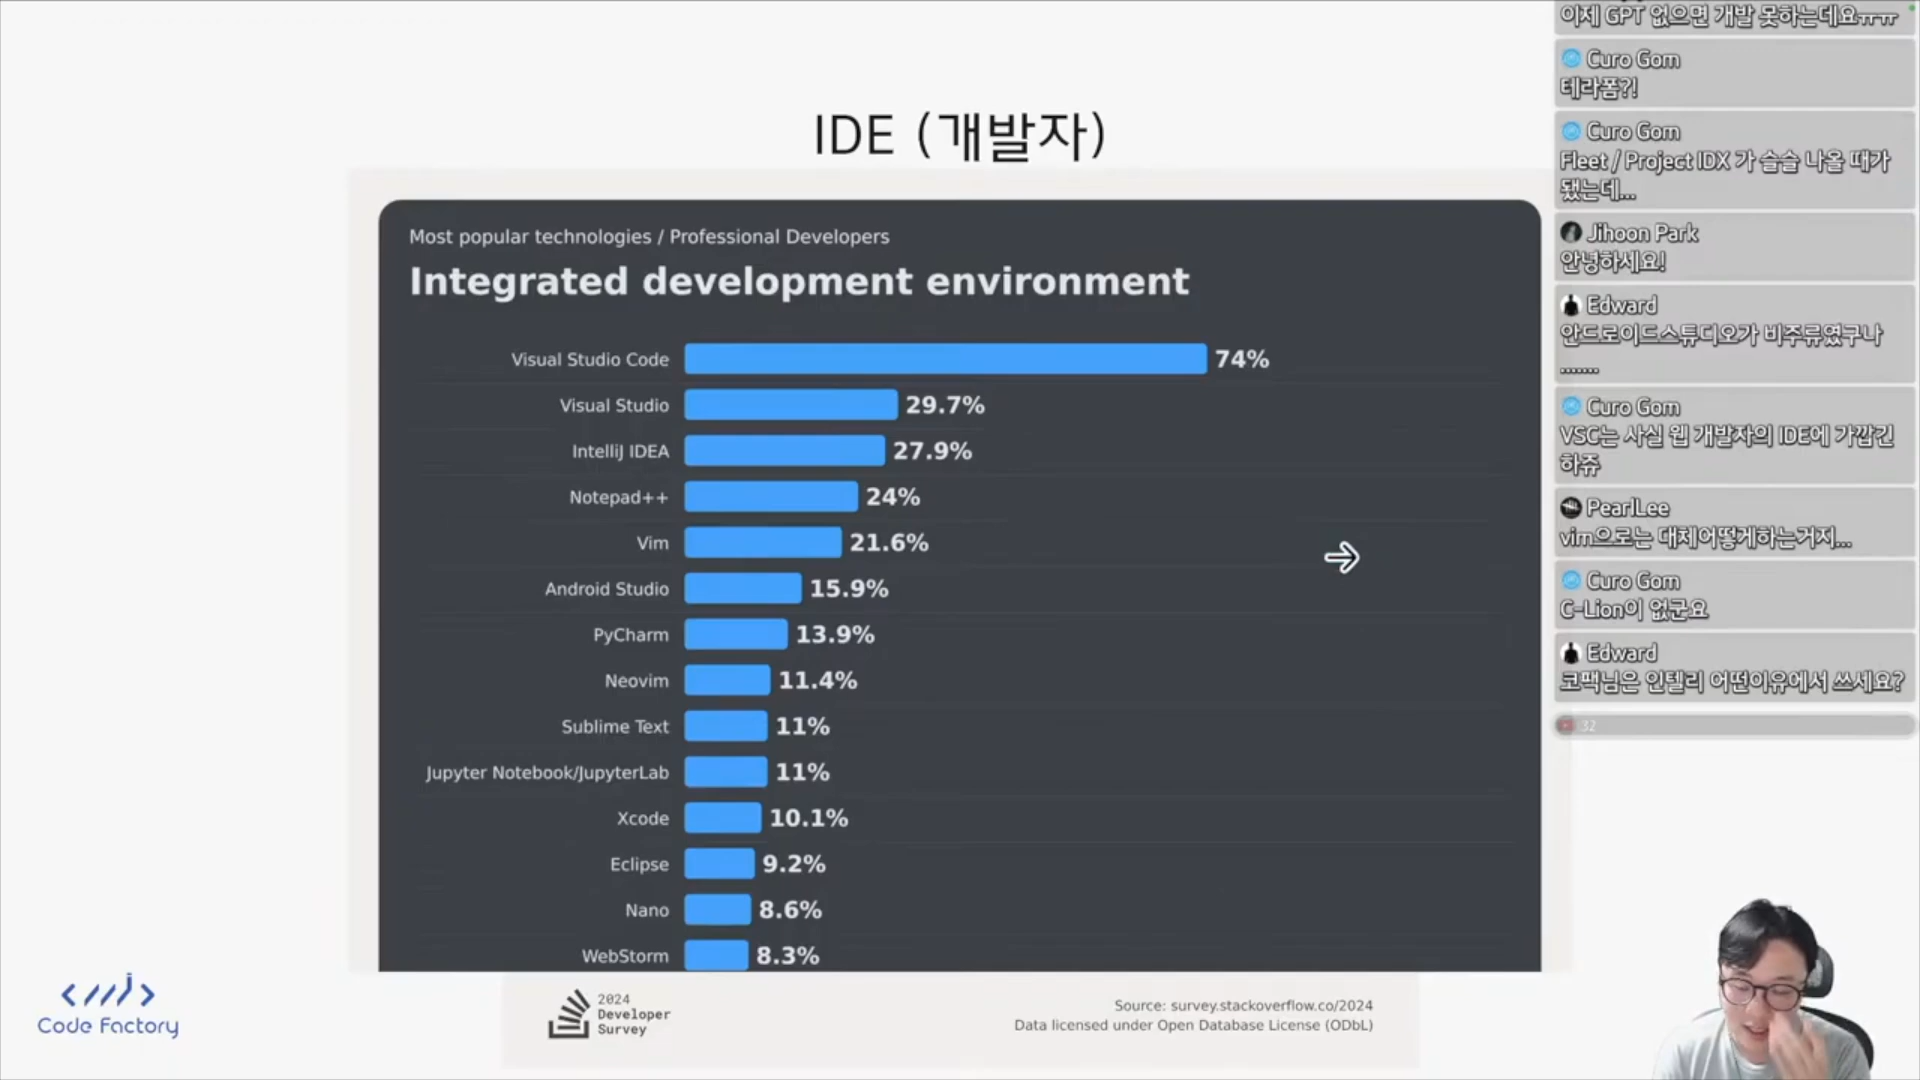 IDE (개발자)
Most popular technologies / Professional Developers
Integrated development environment
Visual Studio Code 74%
Visual Studio 29.7%
IntelliJ IDEA 27.9%
Notepad++ 24%
Vim 21.6%
Android Studio 15.9%
PyCharm 13.9%
Neovim 11.4%
Sublime Text 11%
Jupyter Notebook/JupyterLab 11%
Xcode 10.1%
Eclipse 9.2%
Nano 8.6%
WebStorm 8.3%
2024
Developer
Survey
Source: survey.stackoverflow.co/2024
Data licensed under Open Database License (ODbL)
Code Factory
이제 GPT 없으면 개발 못하는데요ㅠㅠ
Curo Gom
테라폼?!
Curo Gom
Fleet / Project IDX 가 슬슬 나올 때가
됐는데...
Jihoon Park
안녕하세요!
Edward
안드로이드스튜디오가 비주류였구나
.......
Curo Gom
VSC는 사실 웹 개발자의 IDE에 가깝긴
하쥬
PearlLee
vim으로는 대체어떻게하는거지...
Curo Gom
C-Lion이 없군요
Edward
코팩님은 인텔리 어떤이유에서 쓰세요?
32